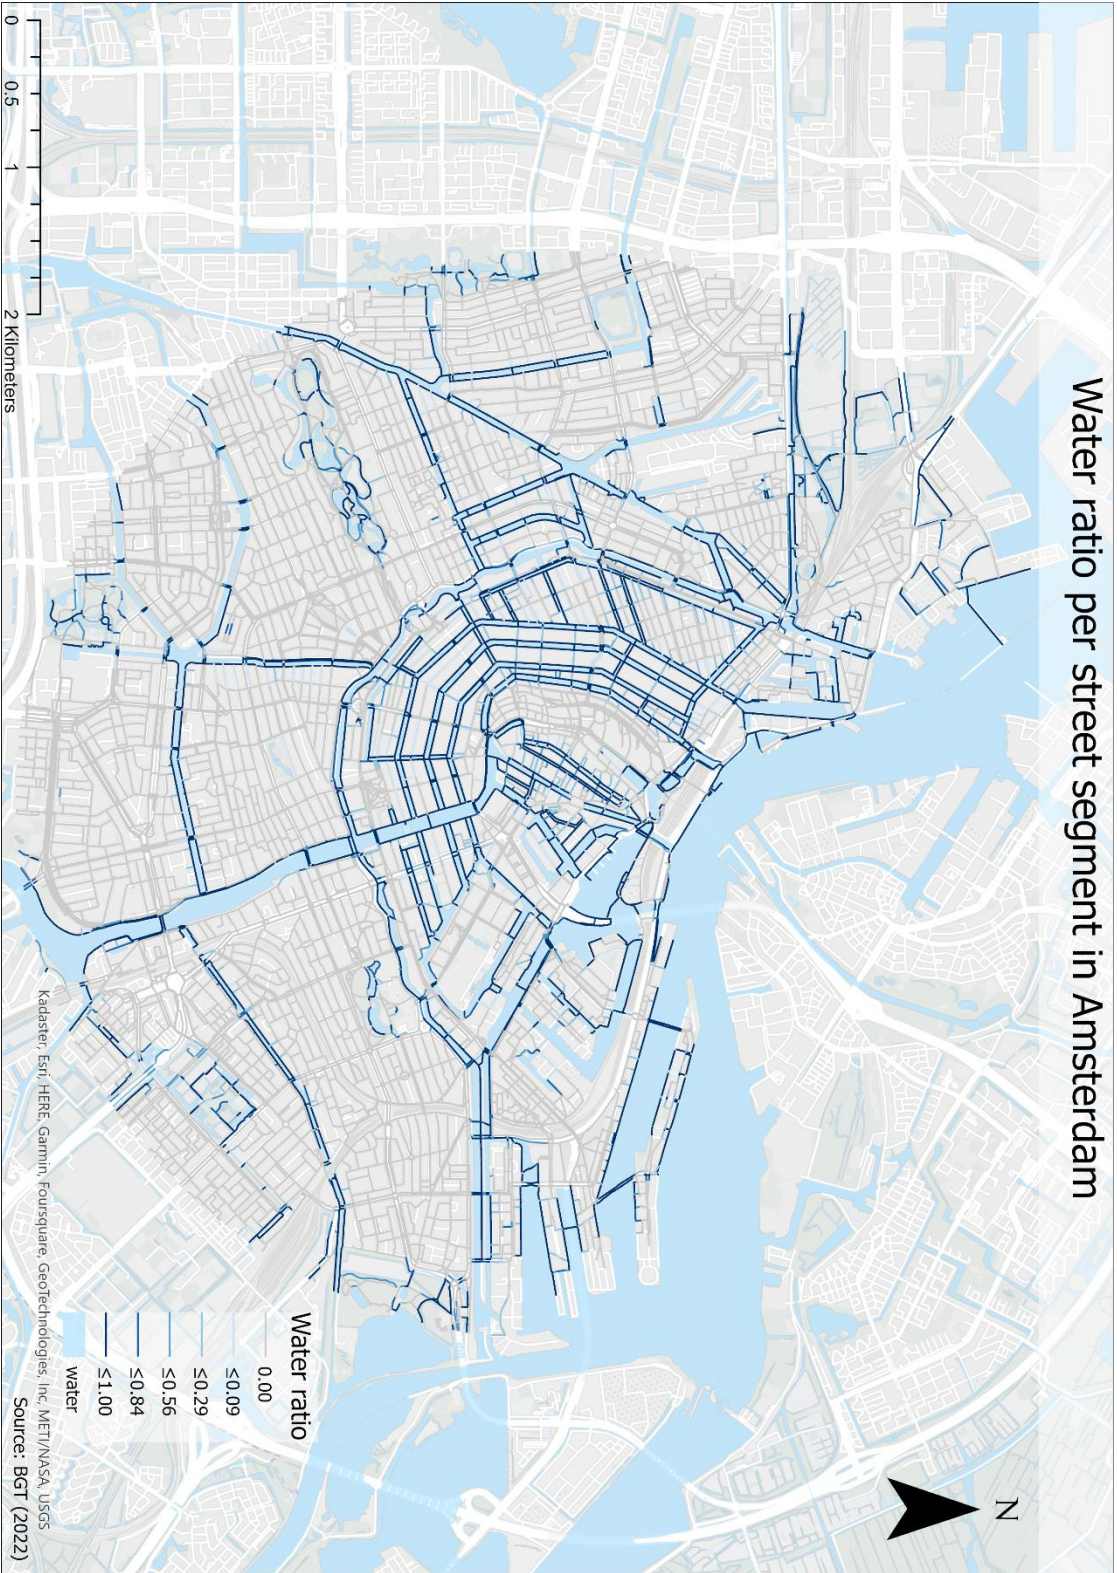 Water ratio per street segment in Amsterdam
N
Water ratio
0.00
≤0.09
≤0.29
≤0.56
≤0.84
≤1.00
water
0 0.5 1 2 Kilometers
Kadaster, Esri, HERE, Garmin, Foursquare, GeoTechnologies, Inc, METI/NASA, USGS
Source: BGT (2022)